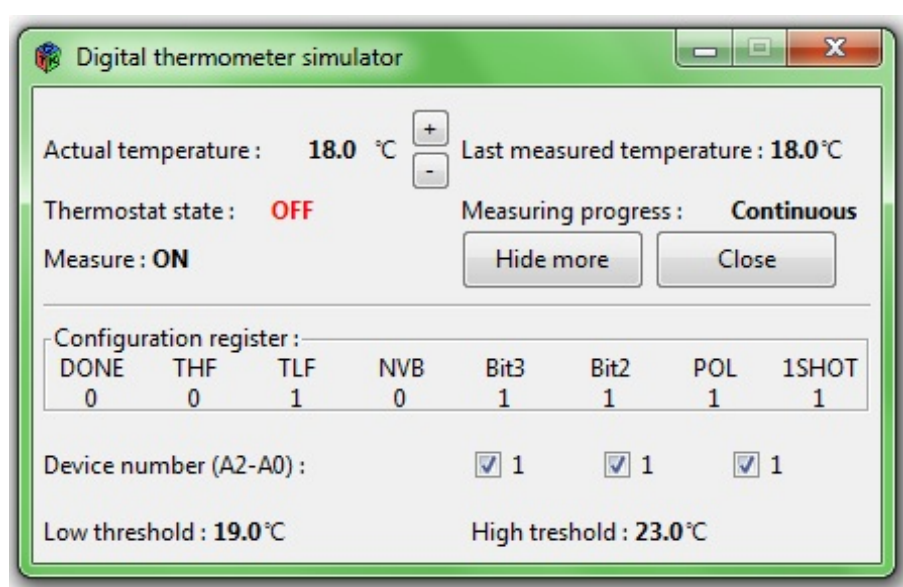 Digital thermometer simulator
Actual temperature : 18.0 °C + - Last measured temperature : 18.0°C
Thermostat state : OFF Measuring progress : Continuous
Measure : ON Hide more Close
Configuration register :
DONE THF TLF NVB Bit3 Bit2 POL 1SHOT
0 0 1 0 1 1 1 1
Device number (A2-A0) : 1 1 1
Low threshold : 19.0°C High treshold : 23.0°C